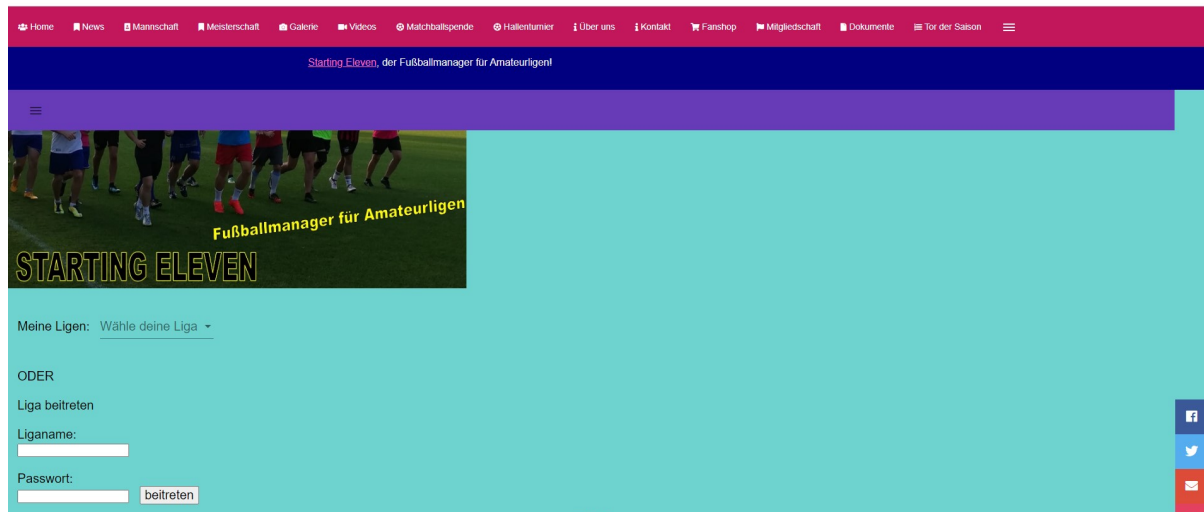 Home News Mannschaft Meisterschaft Galerie Videos Matchballspende Hallenturnier Über uns Kontakt Fanshop Mitgliedschaft Dokumente Tor der Saison
Starting Eleven, der Fußballmanager für Amateurligen!
Fußballmanager für Amateurligen
STARTING ELEVEN
Meine Ligen: Wähle deine Liga
ODER
Liga beitreten
Liganame:
Passwort:
beitreten